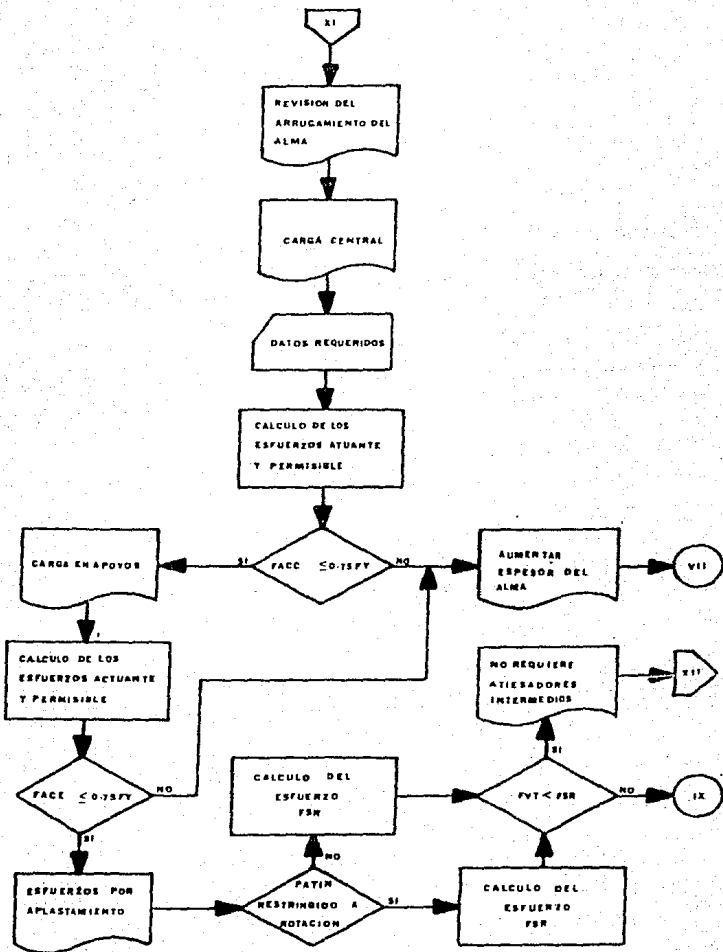 XI
REVISION DEL
ARRUGAMIENTO DEL
ALMA
CARGA CENTRAL
DATOS REQUERIDOS
CALCULO DE LOS
ESFUERZOS ATUANTE
Y PERMISIBLE
FACC ≤ 0.75FY
SI
NO
CARGA EN APOYOS
AUMENTAR
ESPESOR DEL
ALMA
VII
CALCULO DE LOS
ESFUERZOS ACTUANTE
Y PERMISIBLE
NO REQUIERE
ATIESADORES
INTERMEDIOS
XII
SI
FACE ≤ 0.75FY
NO
SI
CALCULO DEL
ESFUERZO
FSR
FVT < FSR
NO
IX
NO
ESFUERZOS POR
APLASTAMIENTO
PATIN
RESTRINGIDO A
ROTACION
SI
CALCULO DEL
ESFUERZO
FSR